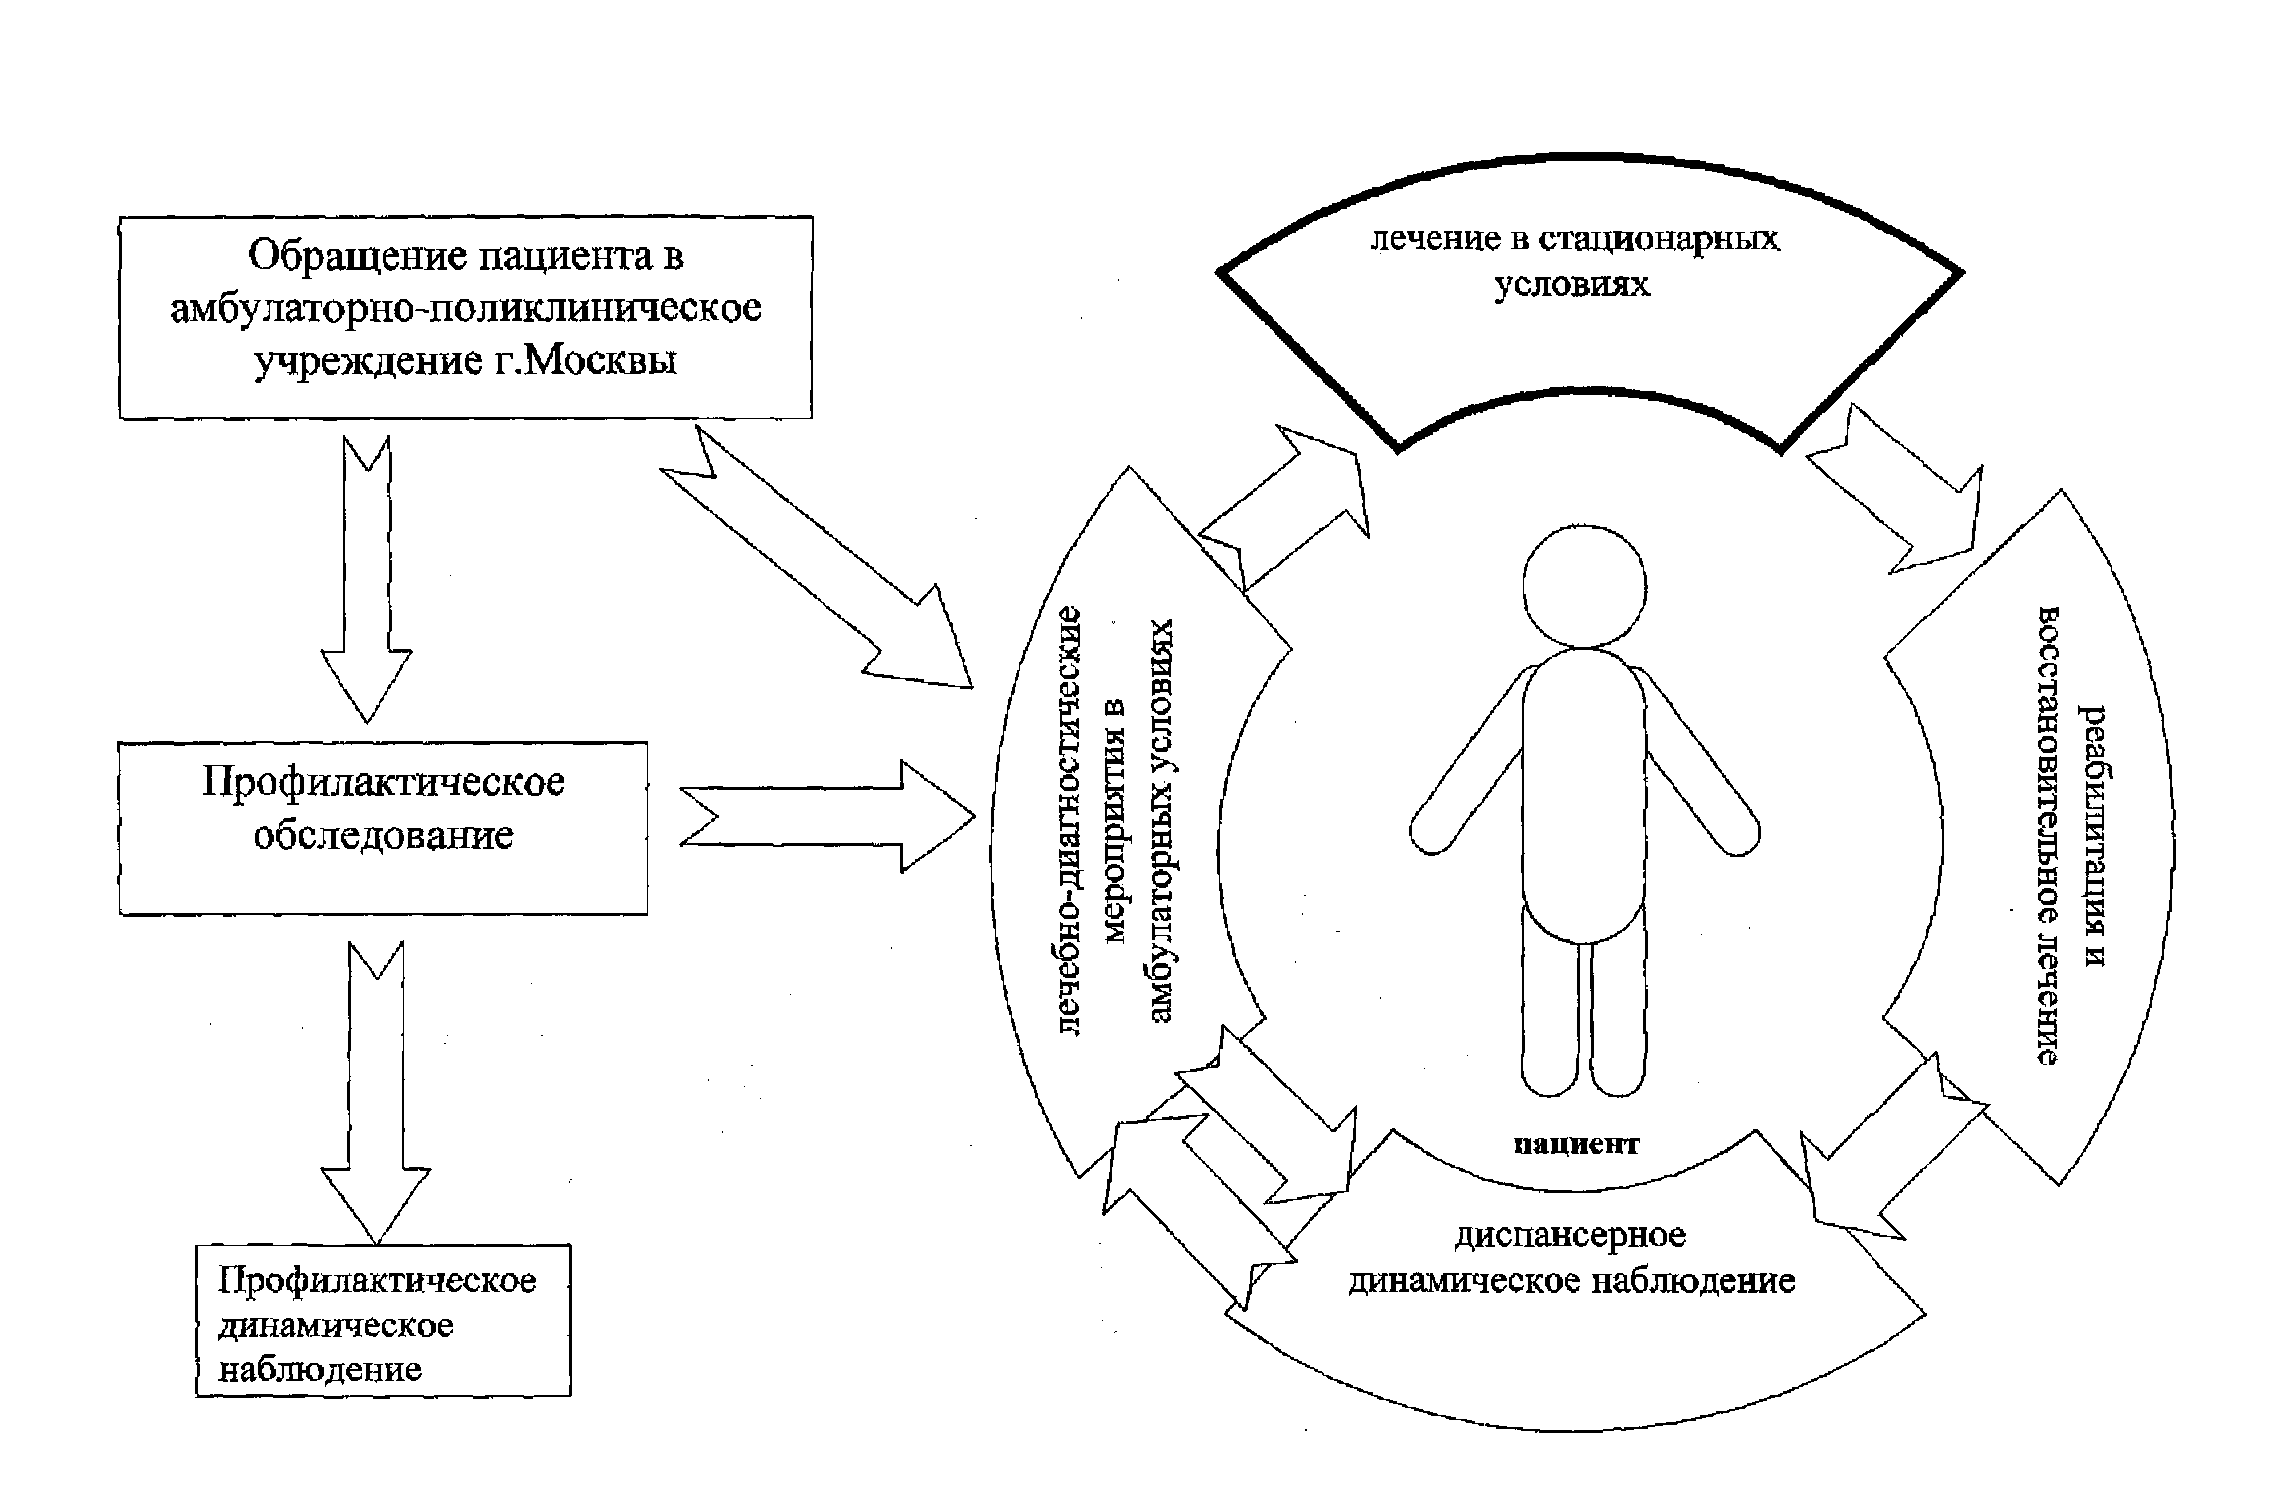 Обращение пациента в
амбулаторно-поликлиническое
учреждение г.Москвы
Профилактическое
обследование
Профилактическое
динамическое
наблюдение
лечение в стационарных
условиях
лечебно-диагностические
мероприятия в
амбулаторных условиях
реабилитация и
восстановительное лечение
пациент
диспансерное
динамическое наблюдение